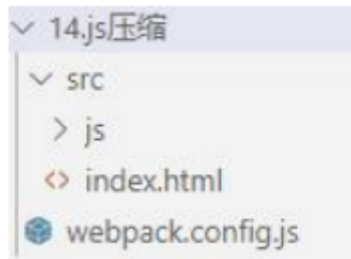 14.js压缩
src
js
index.html
webpack.config.js